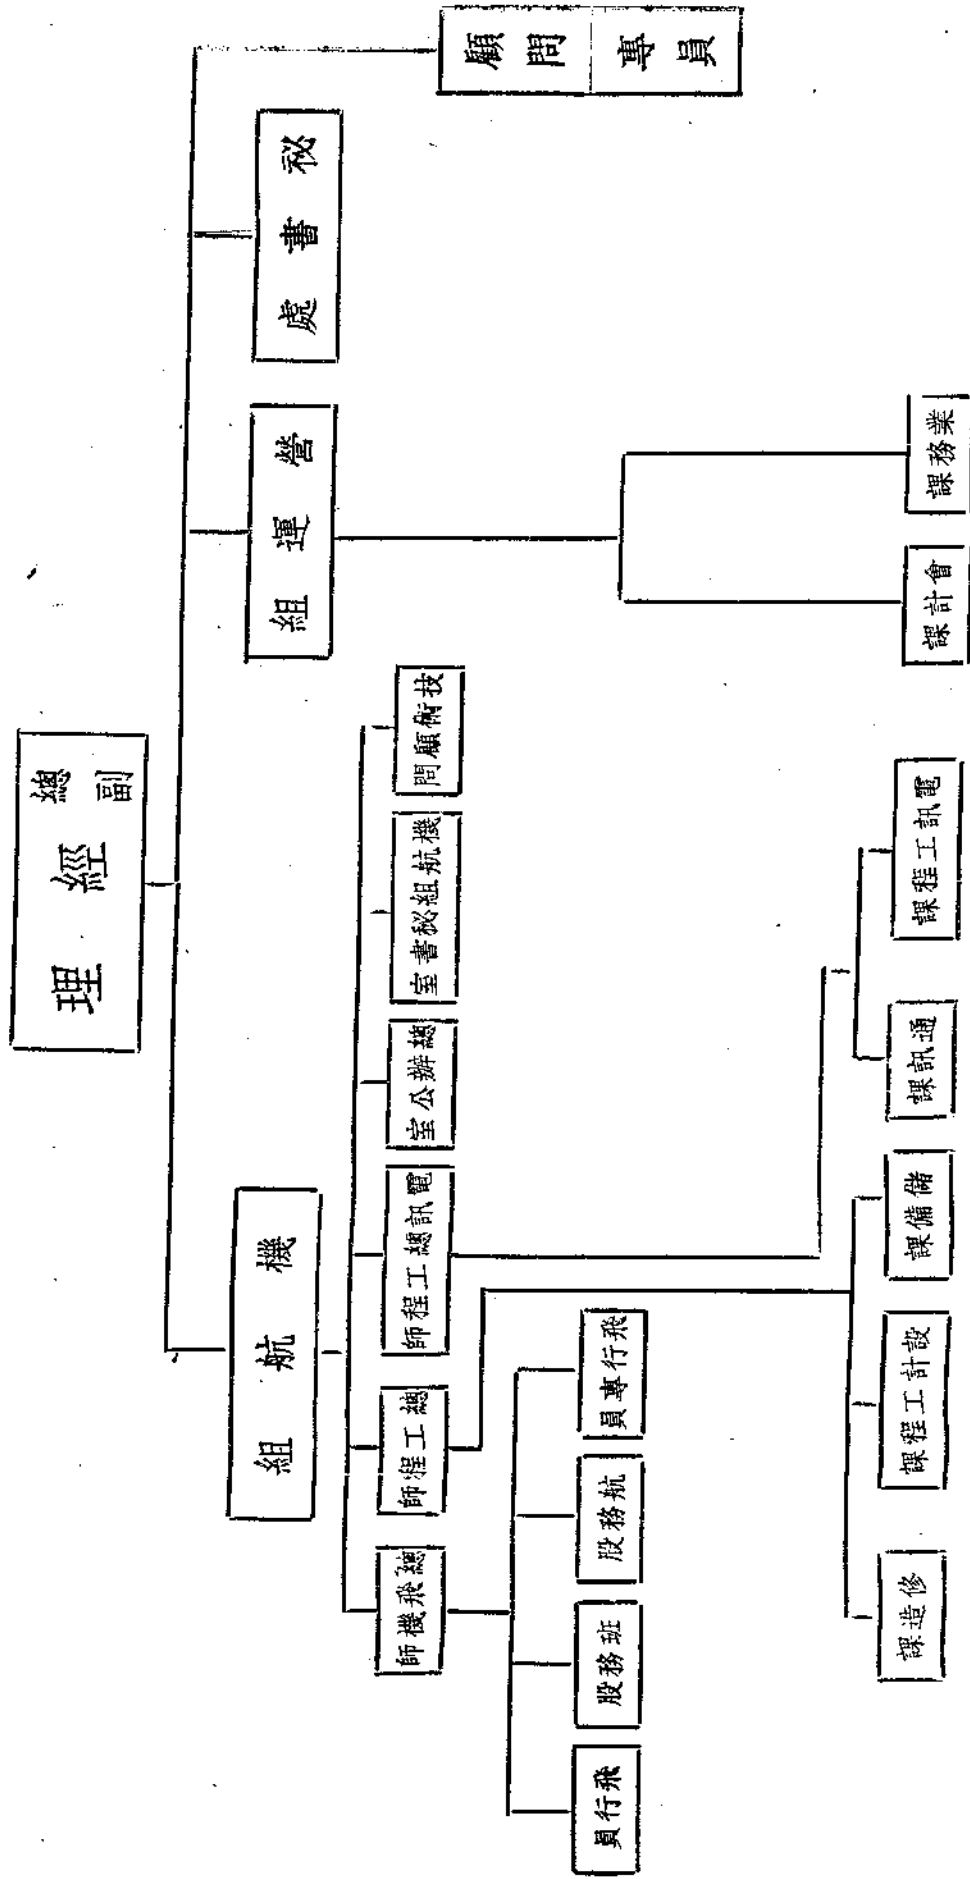 總副經理
顧問
專員
秘書處
營運組
機航組
技術顧問
機航組秘書室
總辦公室
電訊總工程師
總工程師
總飛機師
飛行專員
航務股
班務股
飛行員
業務課
會計課
電訊工程課
通訊課
儲備課
設計工程課
修造課